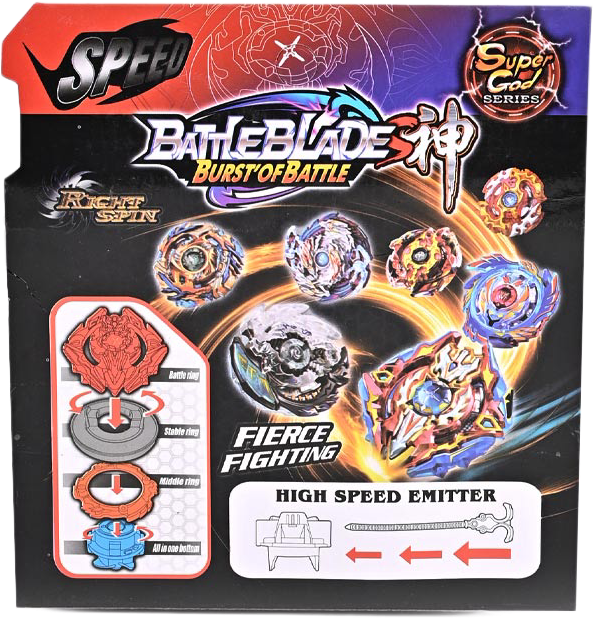 SPEED
Super
God
SERIES
BATTLEBLADES神
BURST OF BATTLE
RIGHT
SPIN
Battle ring
Stable ring
Middle ring
All in one bottom
FIERCE
FIGHTING
HIGH SPEED EMITTER